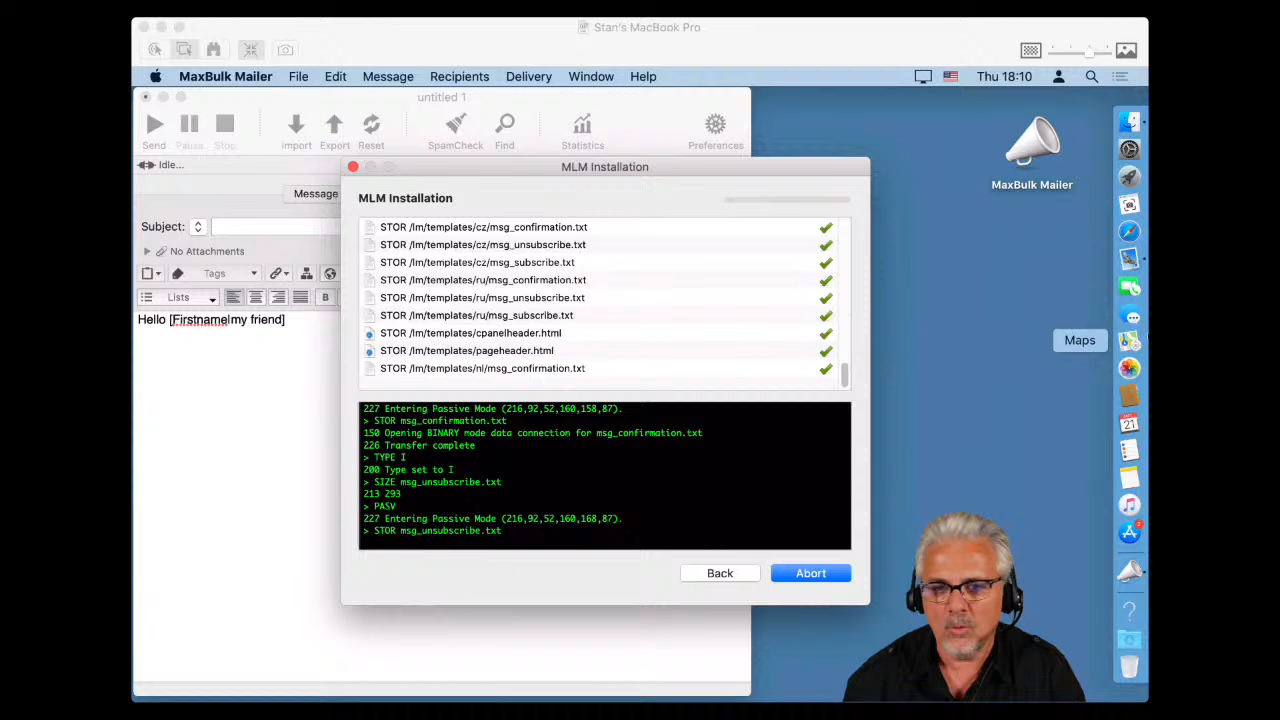 Stan's MacBook Pro
MaxBulk Mailer File Edit Message Recipients Delivery Window Help Thu 18:10
untitled 1
Send Pause Stop Import Export Reset SpamCheck Find Statistics Preferences
Idle...
Message
Subject:
No Attachments
Tags
Lists B
Hello [Firstname|my friend]
MLM Installation
MLM Installation
STOR /lm/templates/cz/msg_confirmation.txt
STOR /lm/templates/cz/msg_unsubscribe.txt
STOR /lm/templates/cz/msg_subscribe.txt
STOR /lm/templates/ru/msg_confirmation.txt
STOR /lm/templates/ru/msg_unsubscribe.txt
STOR /lm/templates/ru/msg_subscribe.txt
STOR /lm/templates/cpanelheader.html
STOR /lm/templates/pageheader.html
STOR /lm/templates/nl/msg_confirmation.txt
227 Entering Passive Mode (216,92,52,160,158,87).
> STOR msg_confirmation.txt
150 Opening BINARY mode data connection for msg_confirmation.txt
226 Transfer complete
> TYPE I
200 Type set to I
> SIZE msg_unsubscribe.txt
213 293
> PASV
227 Entering Passive Mode (216,92,52,160,168,87).
> STOR msg_unsubscribe.txt
Back Abort
MaxBulk Mailer
Maps
21